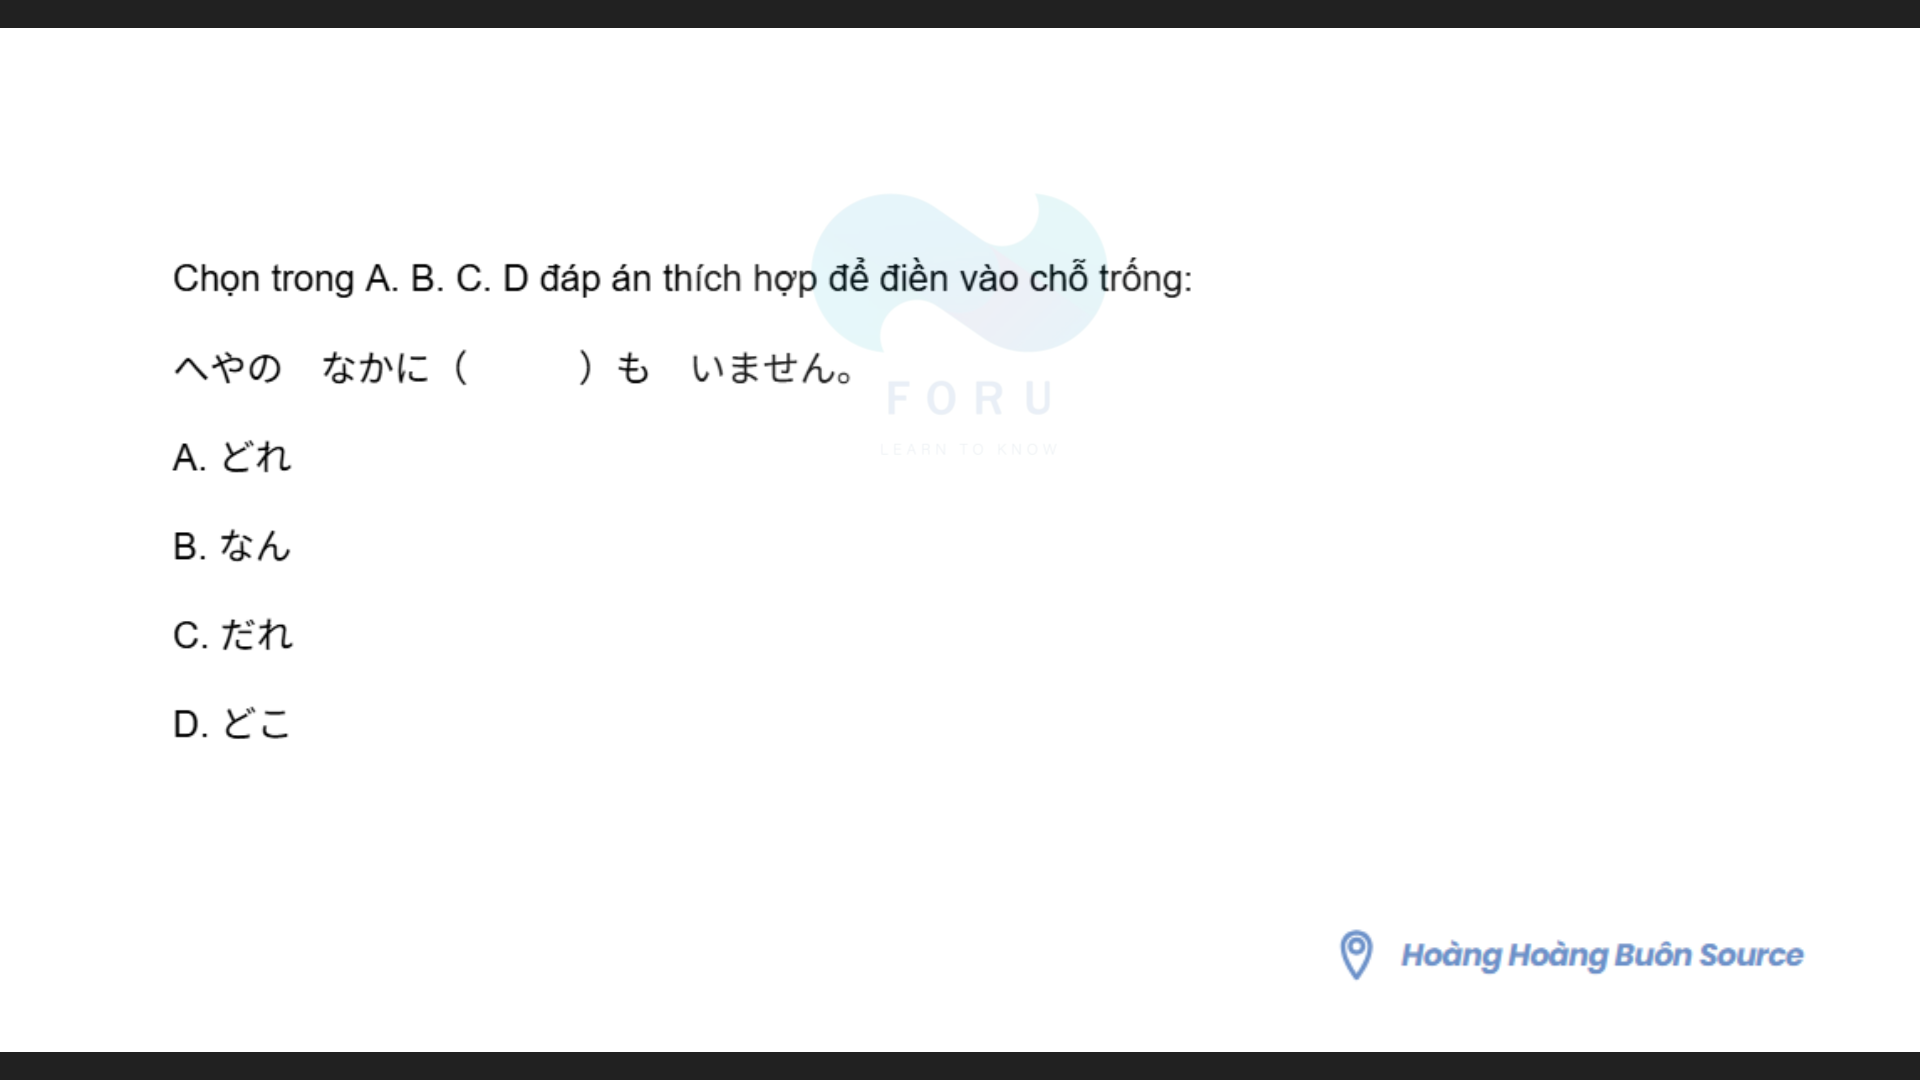 Chọn trong A. B. C. D đáp án thích hợp để điền vào chỗ trống:
へやの　なかに（　　　）も　いません。
FORU
LEARN TO KNOW
A. どれ
B. なん
C. だれ
D. どこ
Hoàng Hoàng Buôn Source